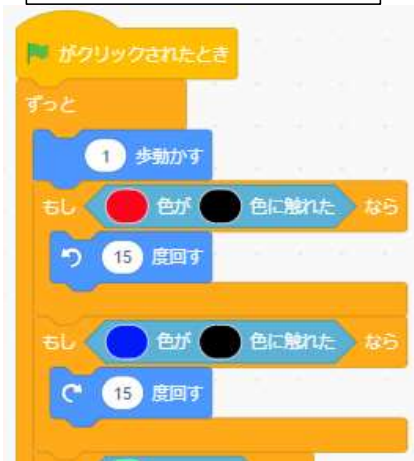 がクリックされたとき
ずっと
1 歩動かす
もし 色が 色に触れた なら
15 度回す
もし 色が 色に触れた なら
15 度回す